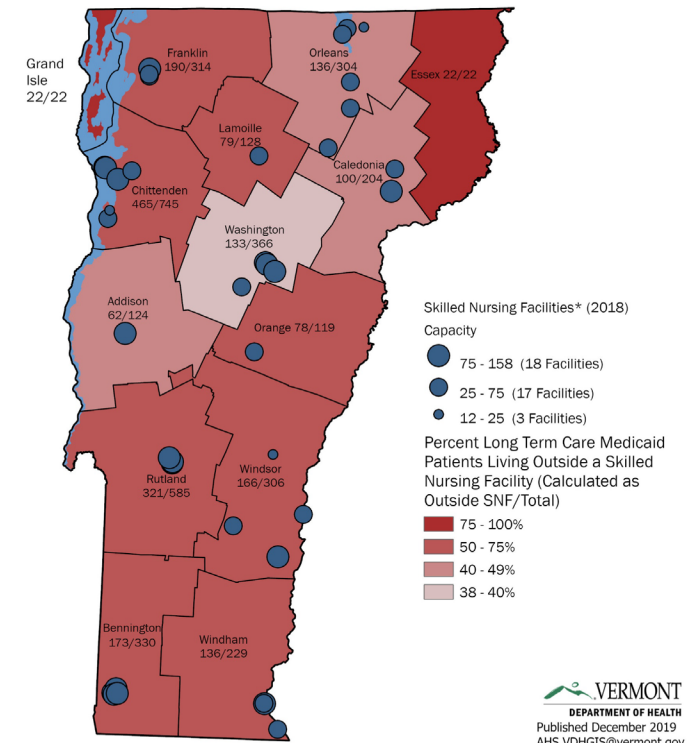 Grand
Isle
22/22
Franklin
190/314
Orleans
136/304
Essex 22/22
Lamoille
79/128
Caledonia
100/204
Chittenden
465/745
Washington
133/366
Addison
62/124
Orange 78/119
Rutland
321/585
Windsor
166/306
Bennington
173/330
Windham
136/229
Skilled Nursing Facilities* (2018)
Capacity
75 - 158 (18 Facilities)
25 - 75 (17 Facilities)
12 - 25 (3 Facilities)
Percent Long Term Care Medicaid
Patients Living Outside a Skilled
Nursing Facility (Calculated as
Outside SNF/Total)
75 - 100%
50 - 75%
40 - 49%
38 - 40%
VERMONT
DEPARTMENT OF HEALTH
Published December 2019
AHS.VDHGIS@vermont.gov